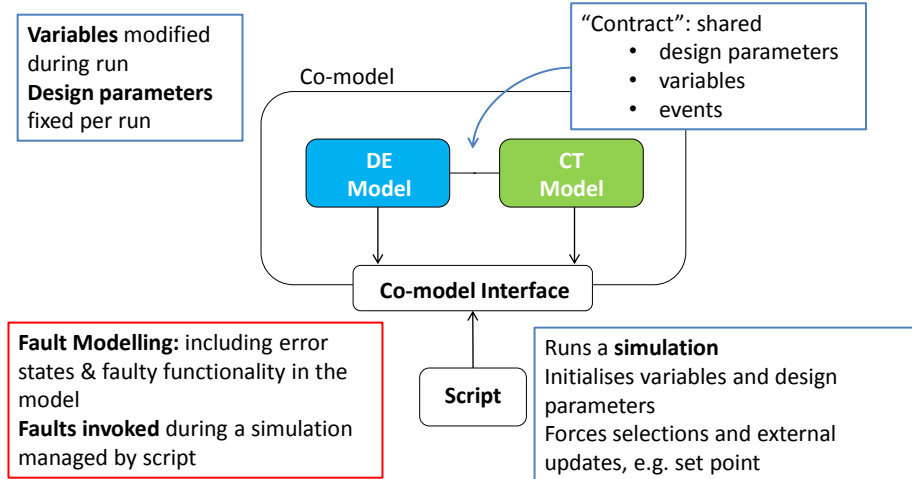 Variables modified
during run
Design parameters
fixed per run
“Contract”: shared
• design parameters
• variables
• events
Co-model
DE
Model
CT
Model
Co-model Interface
Fault Modelling: including error
states & faulty functionality in the
model
Faults invoked during a simulation
managed by script
Script
Runs a simulation
Initialises variables and design
parameters
Forces selections and external
updates, e.g. set point